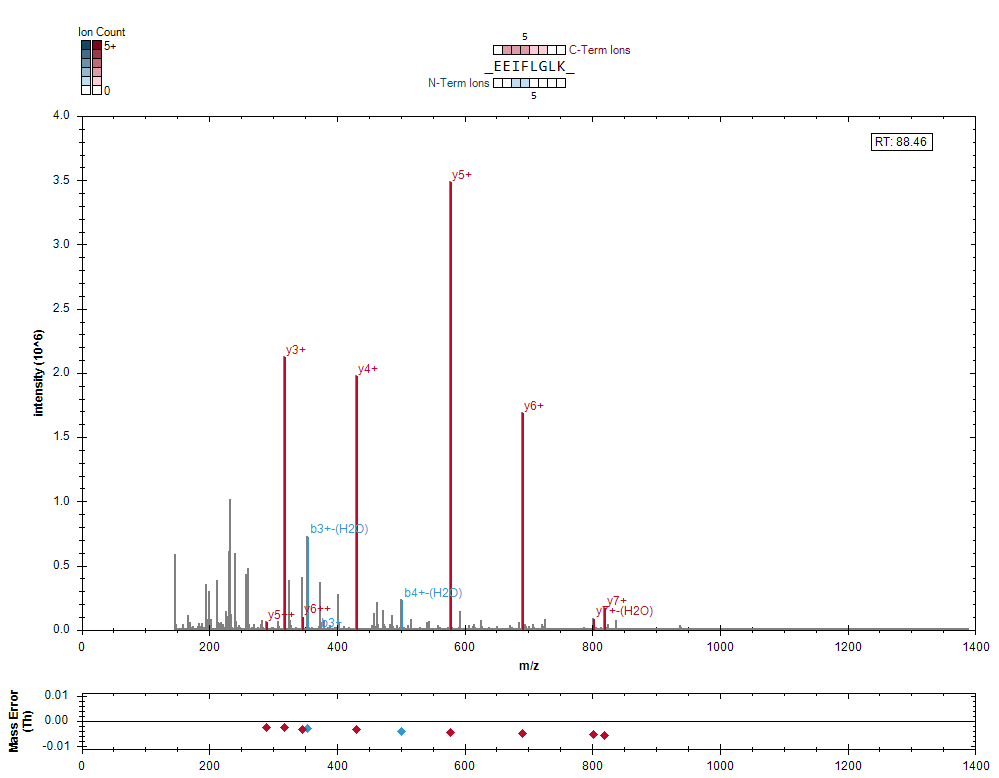 Ion Count
5+
0
5
C-Term Ions
_EEIFLGLK_
N-Term Ions
5
RT: 88.46
4.0
3.5
3.0
2.5
2.0
1.5
1.0
0.5
0.0
intensity (10^6)
y5+
y3+
y4+
y6+
b3+-(H2O)
b4+-(H2O)
y5++
y6++
b3+
y7+
y7+-(H2O)
0 200 400 600 800 1000 1200 1400
m/z
Mass Error
(Th)
0.01
0.00
-0.01
0 200 400 600 800 1000 1200 1400